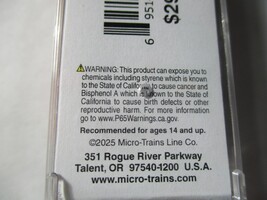 6 951
$29
⚠WARNING: This product can expose you to
chemicals including styrene which is known
to the State of California to cause cancer and
Bisphenol A which is known to the State of
California to cause birth defects or other
reproductive harm. For more information go
to www.P65Warnings.ca.gov.
Recommended for ages 14 and up.
©2025 Micro-Trains Line Co.
351 Rogue River Parkway
Talent, OR 97540-4200 U.S.A.
www.micro-trains.com